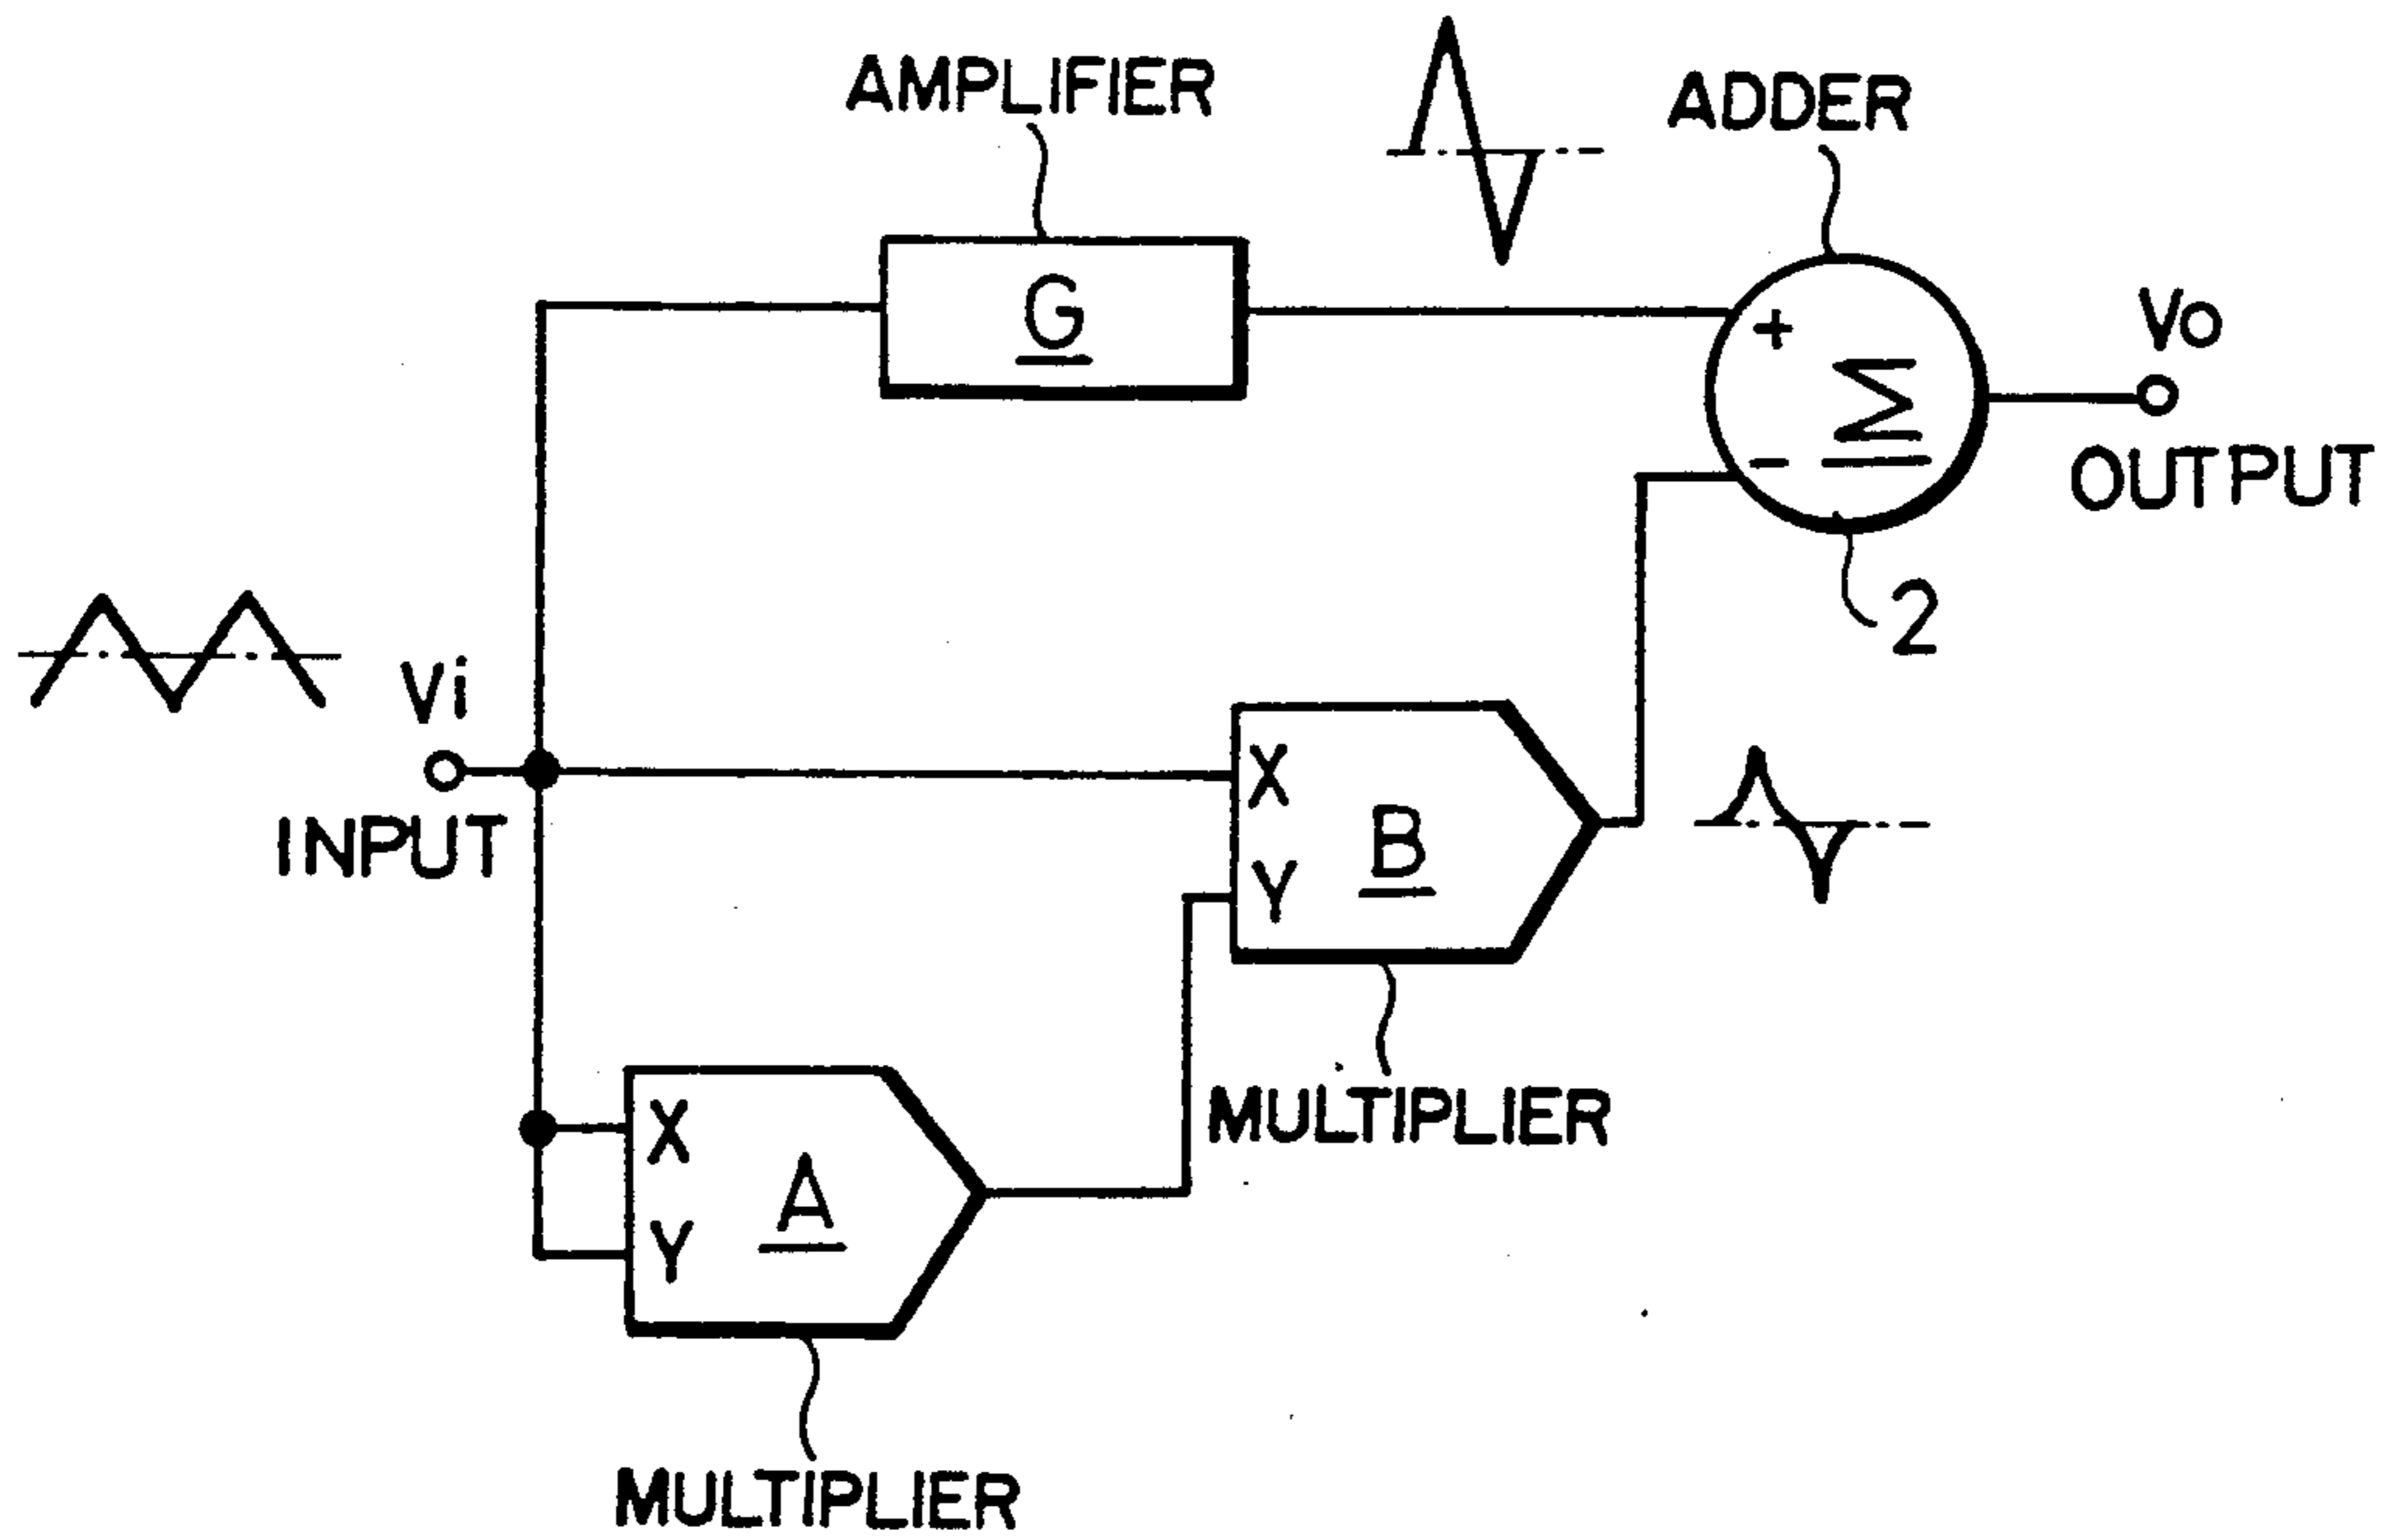 AMPLIFIER
ADDER
G
+
Σ
-
Vo
OUTPUT
2
Vi
INPUT
X
Y
B
MULTIPLIER
X
Y
A
MULTIPLIER